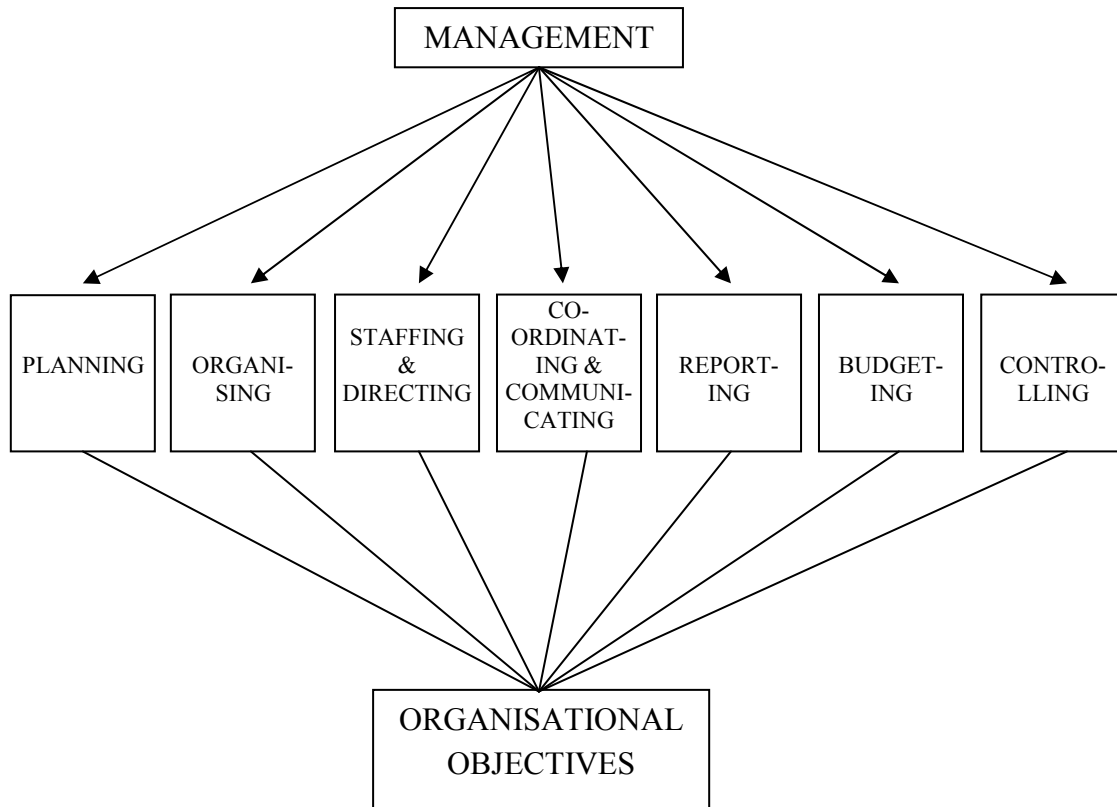 MANAGEMENT
PLANNING
ORGANI-
SING
STAFFING
&
DIRECTING
CO-
ORDINAT-
ING &
COMMUNI-
CATING
REPORT-
ING
BUDGET-
ING
CONTRO-
LLING
ORGANISATIONAL
OBJECTIVES